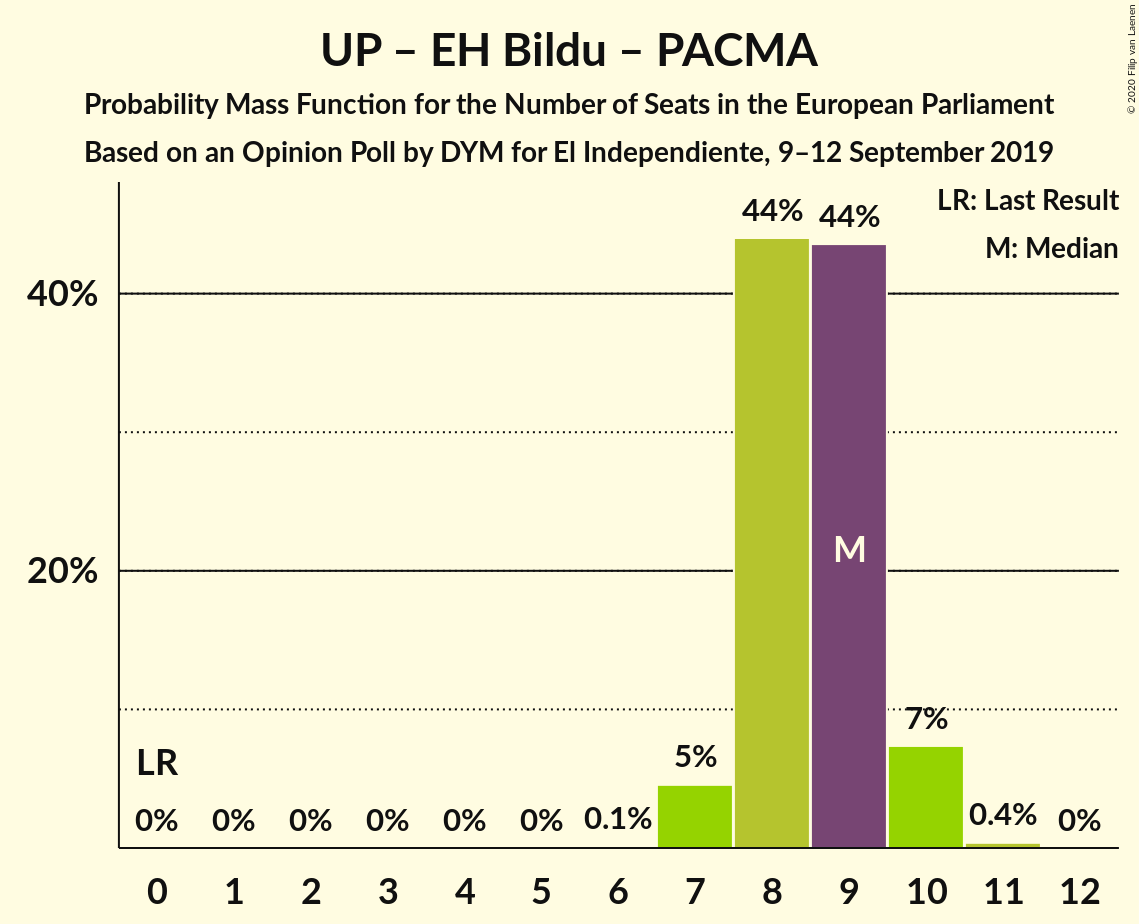 UP – EH Bildu – PACMA
Probability Mass Function for the Number of Seats in the European Parliament
Based on an Opinion Poll by DYM for El Independiente, 9–12 September 2019
© 2020 Filip van Laenen
LR: Last Result
M: Median
44%
44%
40%
M
20%
7%
5%
LR
0%
0%
0%
0%
0%
0%
0.1%
0.4%
0%
0 1 2 3 4 5 6 7 8 9 10 11 12